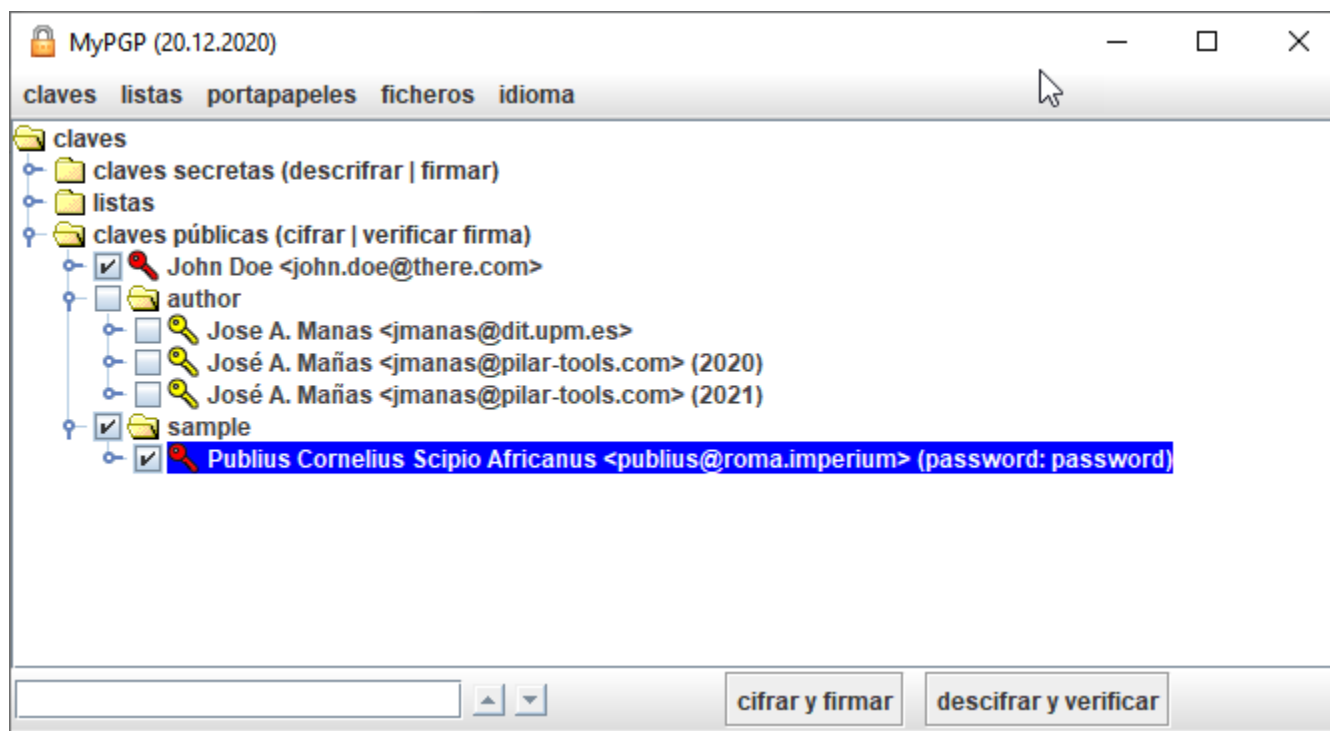 MyPGP (20.12.2020)
claves listas portapapeles ficheros idioma
claves
claves secretas (descrifrar | firmar)
listas
claves públicas (cifrar | verificar firma)
John Doe <john.doe@there.com>
author
Jose A. Manas <jmanas@dit.upm.es>
José A. Mañas <jmanas@pilar-tools.com> (2020)
José A. Mañas <jmanas@pilar-tools.com> (2021)
sample
Publius Cornelius Scipio Africanus <publius@roma.imperium> (password: password)
cifrar y firmar descifrar y verificar